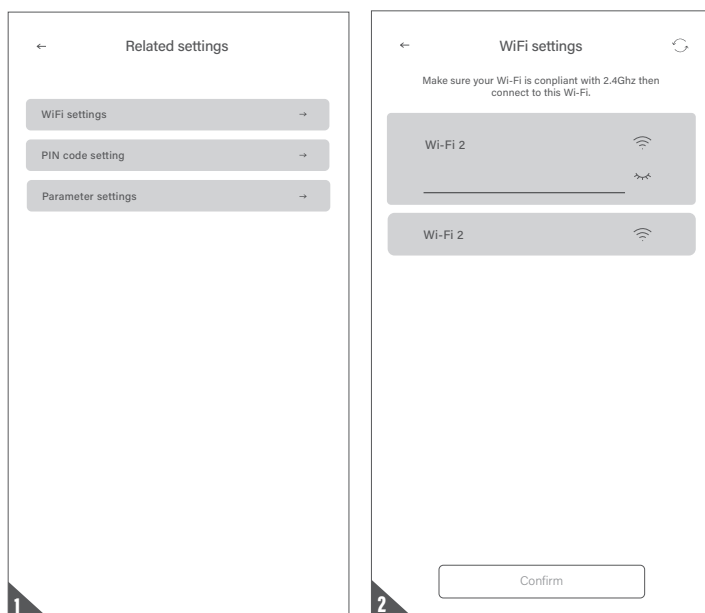 ← Related settings
WiFi settings →
PIN code setting →
Parameter settings →
1
← WiFi settings
Make sure your Wi-Fi is conpliant with 2.4Ghz then
connect to this Wi-Fi.
Wi-Fi 2
Wi-Fi 2
Confirm
2